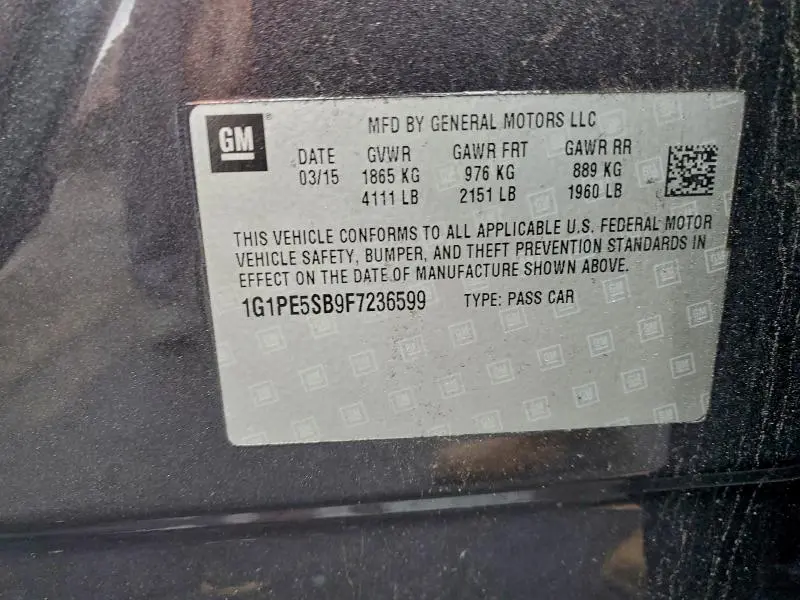 GM
MFD BY GENERAL MOTORS LLC
DATE GVWR GAWR FRT GAWR RR
03/15 1865 KG 976 KG 889 KG
4111 LB 2151 LB 1960 LB
THIS VEHICLE CONFORMS TO ALL APPLICABLE U.S. FEDERAL MOTOR
VEHICLE SAFETY, BUMPER, AND THEFT PREVENTION STANDARDS IN
EFFECT ON THE DATE OF MANUFACTURE SHOWN ABOVE.
1G1PE5SB9F7236599 TYPE: PASS CAR